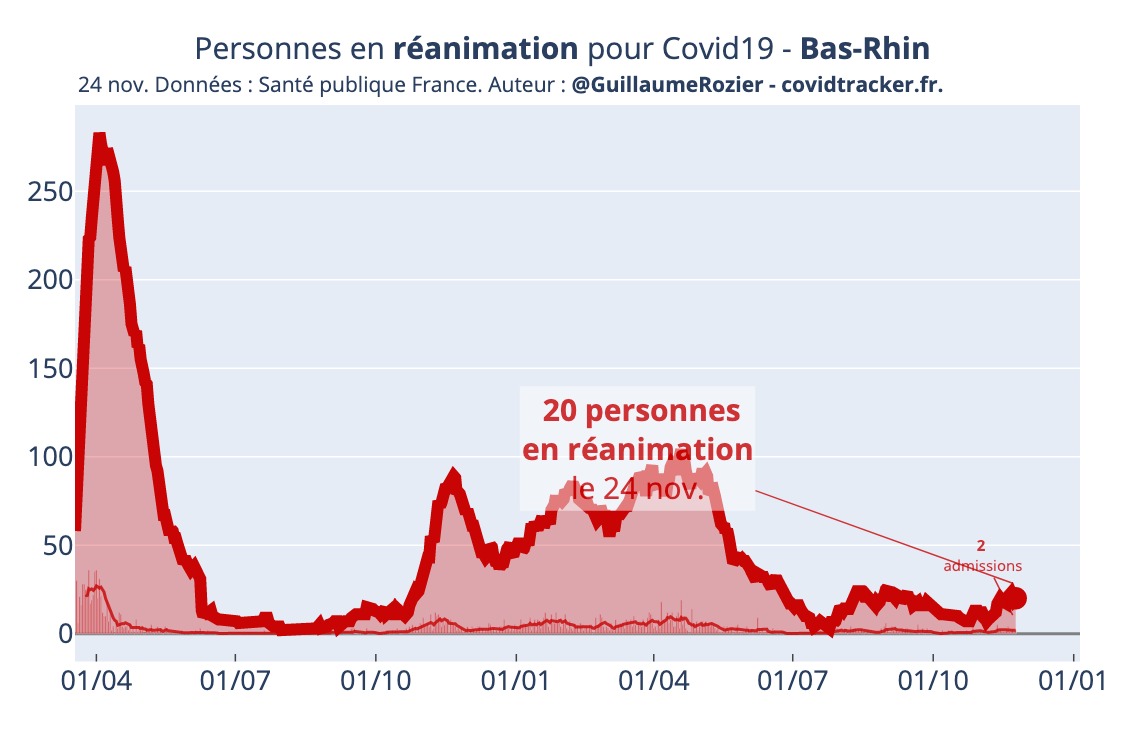 Personnes en réanimation pour Covid19 - Bas-Rhin
24 nov. Données : Santé publique France. Auteur : @GuillaumeRozier - covidtracker.fr.
250
200
150
100
50
0
20 personnes
en réanimation
le 24 nov.
2
admissions
01/04 01/07 01/10 01/01 01/04 01/07 01/10 01/01